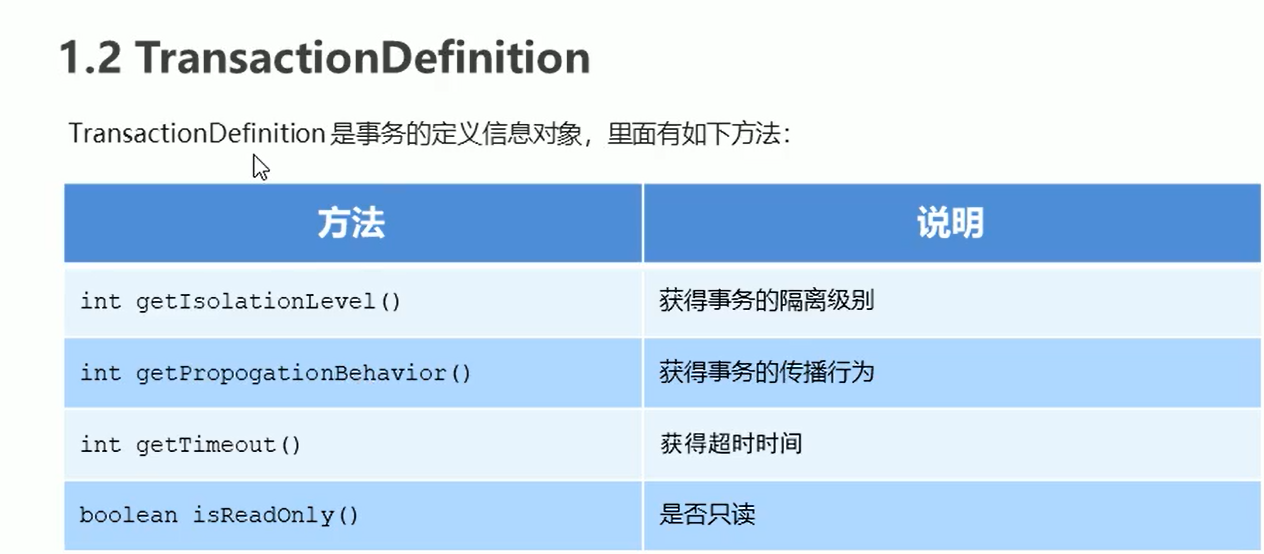 1.2 TransactionDefinition
TransactionDefinition 是事务的定义信息对象，里面有如下方法：
方法 说明
int getIsolationLevel() 获得事务的隔离级别
int getPropogationBehavior() 获得事务的传播行为
int getTimeout() 获得超时时间
boolean isReadOnly() 是否只读